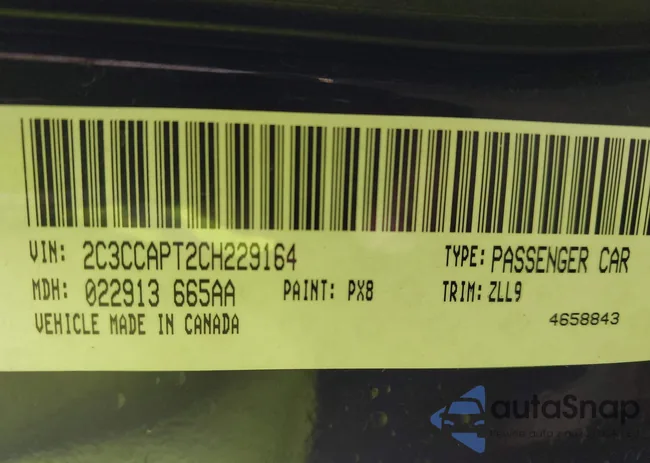 VIN: 2C3CCAPT2CH229164 TYPE: PASSENGER CAR
MDH: 022913 665AA PAINT: PX8 TRIM: ZLL9
VEHICLE MADE IN CANADA 4658843
autoSnap